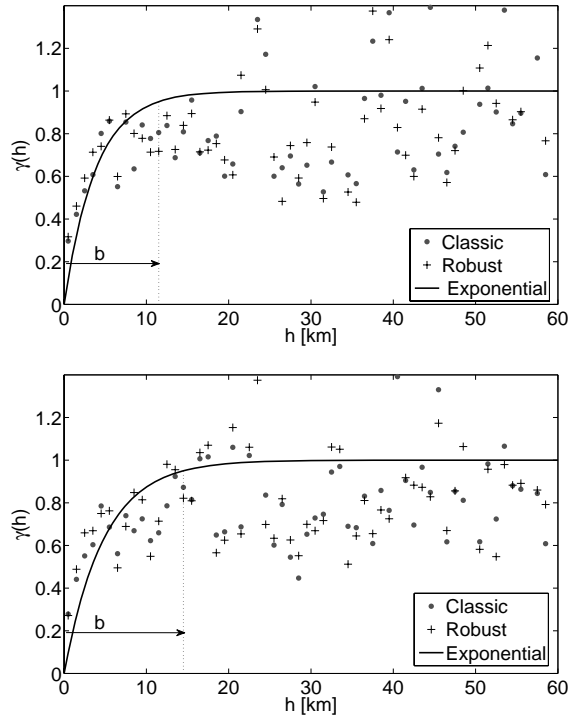 1.2
1
0.8
0.6
0.4
0.2
0
γ(h)
b
Classic
Robust
Exponential
0 10 20 30 40 50 60
h [km]
1.2
1
0.8
0.6
0.4
0.2
0
γ(h)
b
Classic
Robust
Exponential
0 10 20 30 40 50 60
h [km]